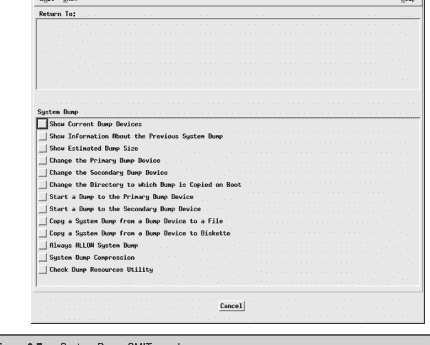 Return To:
System Dump
Show Current Dump Devices
Show Information About the Previous System Dump
Show Estimated Dump Size
Change the Primary Dump Device
Change the Secondary Dump Device
Change the Directory to which Dump is Copied on Boot
Start a Dump to the Primary Dump Device
Start a Dump to the Secondary Dump Device
Copy a System Dump from a Dump Device to a File
Copy a System Dump from a Dump Device to Diskette
Always ALLOW System Dump
System Dump Compression
Check Dump Resources Utility
Cancel